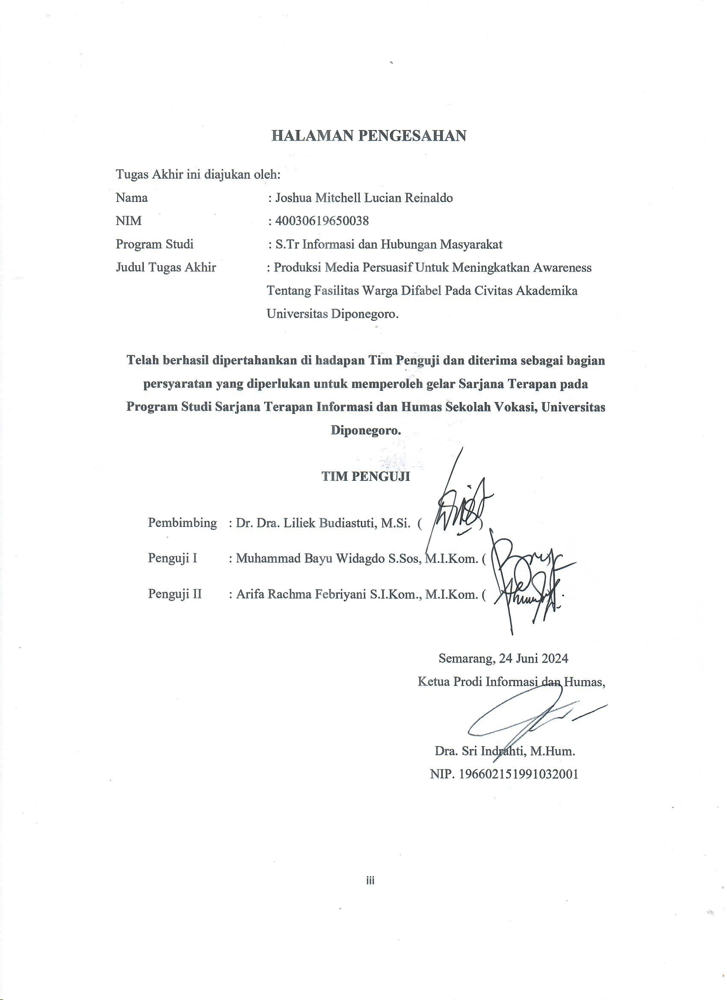 HALAMAN PENGESAHAN
Tugas Akhir ini diajukan oleh:
Nama : Joshua Mitchell Lucian Reinaldo
NIM : 40030619650038
Program Studi : S.Tr Informasi dan Hubungan Masyarakat
Judul Tugas Akhir : Produksi Media Persuasif Untuk Meningkatkan Awareness
Tentang Fasilitas Warga Difabel Pada Civitas Akademika
Universitas Diponegoro.
Telah berhasil dipertahankan di hadapan Tim Penguji dan diterima sebagai bagian
persyaratan yang diperlukan untuk memperoleh gelar Sarjana Terapan pada
Program Studi Sarjana Terapan Informasi dan Humas Sekolah Vokasi, Universitas
Diponegoro.
TIM PENGUJI
Pembimbing : Dr. Dra. Liliek Budiastuti, M.Si. ( )
Penguji I : Muhammad Bayu Widagdo S.Sos, M.I.Kom. (
Penguji II : Arifa Rachma Febriyani S.I.Kom., M.I.Kom. (
Semarang, 24 Juni 2024
Ketua Prodi Informasi dan Humas,
Dra. Sri Indrahti, M.Hum.
NIP. 196602151991032001
iii